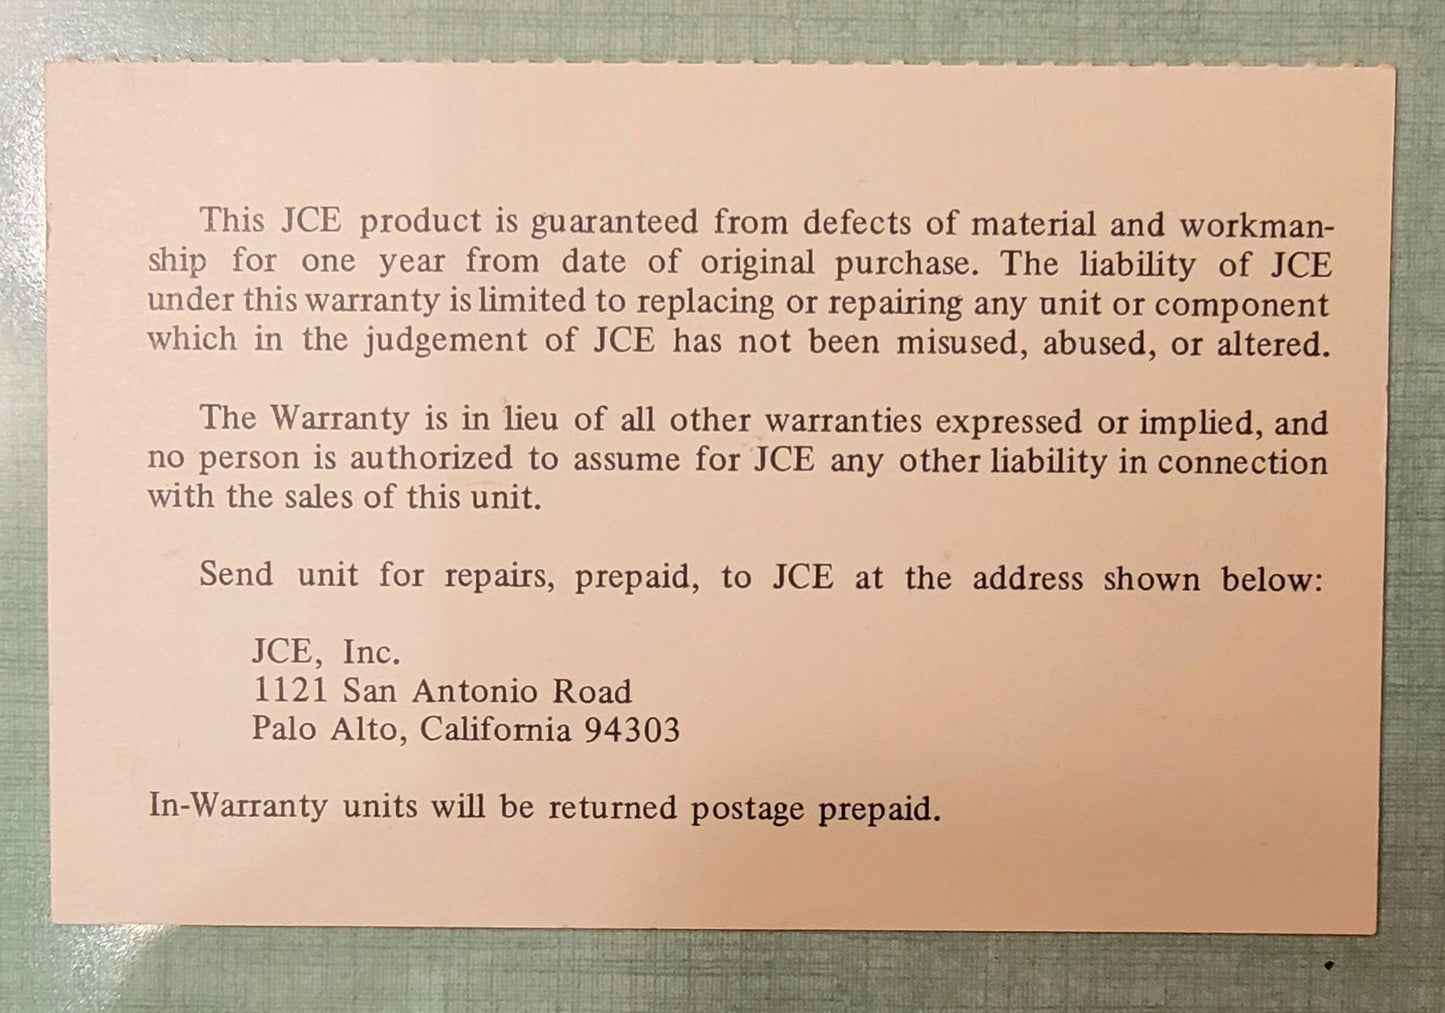 This JCE product is guaranteed from defects of material and workman-
ship for one year from date of original purchase. The liability of JCE
under this warranty is limited to replacing or repairing any unit or component
which in the judgement of JCE has not been misused, abused, or altered.
The Warranty is in lieu of all other warranties expressed or implied, and
no person is authorized to assume for JCE any other liability in connection
with the sales of this unit.
Send unit for repairs, prepaid, to JCE at the address shown below:
JCE, Inc.
1121 San Antonio Road
Palo Alto, California 94303
In-Warranty units will be returned postage prepaid.